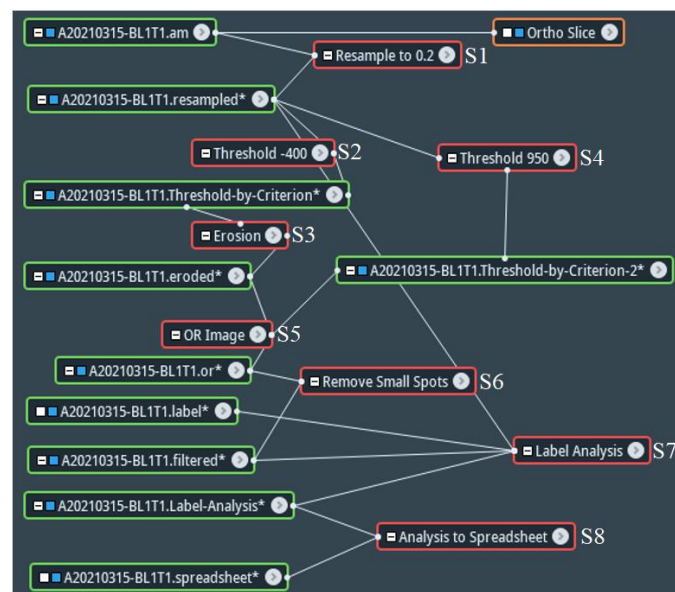 A20210315-BL1T1.am
Ortho Slice
Resample to 0.2 S1
A20210315-BL1T1.resampled*
Threshold -400 S2
Threshold 950 S4
A20210315-BL1T1.Threshold-by-Criterion*
Erosion S3
A20210315-BL1T1.eroded*
A20210315-BL1T1.Threshold-by-Criterion-2*
OR Image S5
A20210315-BL1T1.or*
Remove Small Spots S6
A20210315-BL1T1.label*
Label Analysis S7
A20210315-BL1T1.filtered*
A20210315-BL1T1.Label-Analysis*
Analysis to Spreadsheet S8
A20210315-BL1T1.spreadsheet*